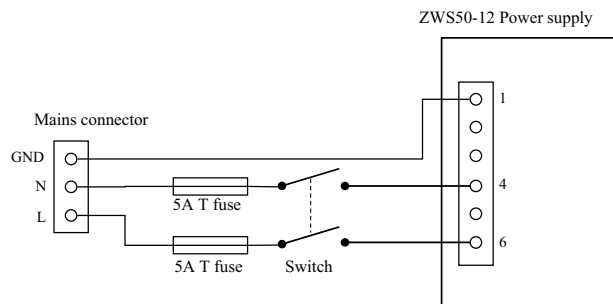 ZWS50-12 Power supply
1
Mains connector
GND
N
5A T fuse
4
L
5A T fuse
Switch
6